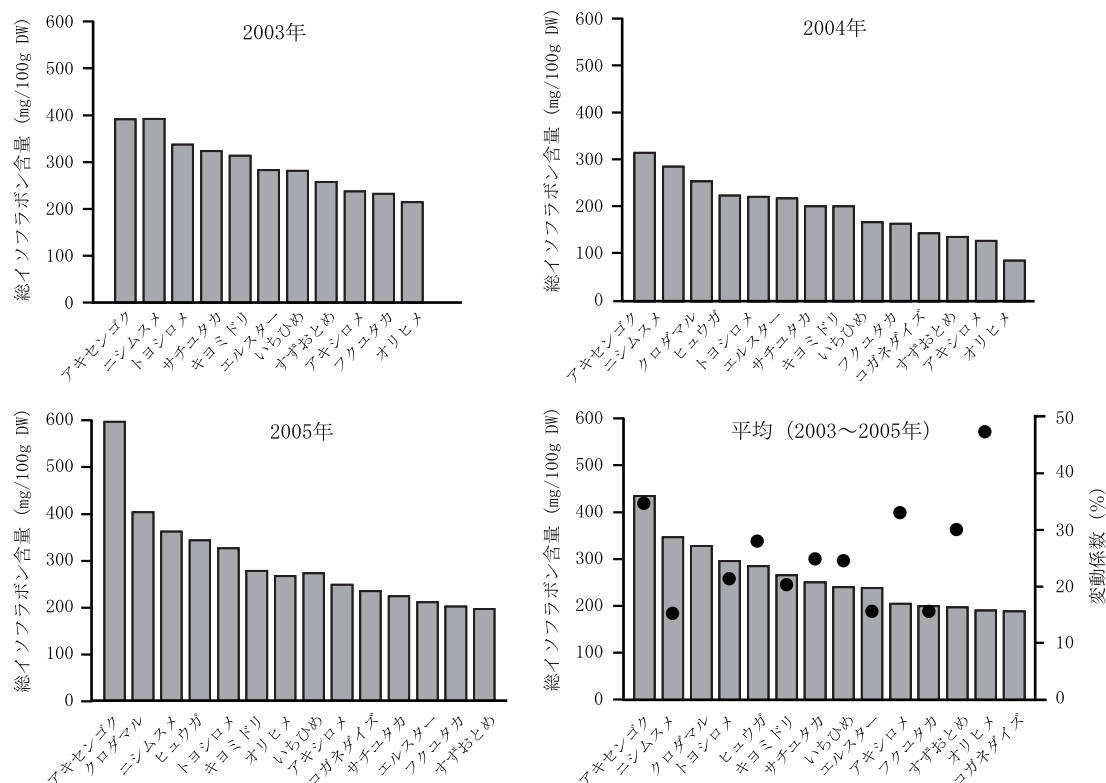 2003年
総イソフラボン含量 (mg/100g DW)
600
500
400
300
200
100
0
アキセンゴク
ニシムスメ
トヨシロメ
サチユタカ
キヨミドリ
エルスター
いちひめ
すずおとめ
アキシロメ
フクユタカ
オリヒメ
2004年
総イソフラボン含量 (mg/100g DW)
600
500
400
300
200
100
0
アキセンゴク
ニシムスメ
クロダマル
ヒュウガ
トヨシロメ
エルスター
サチユタカ
キヨミドリ
いちひめ
フクユタカ
コガネダイズ
すずおとめ
アキシロメ
オリヒメ
2005年
総イソフラボン含量 (mg/100g DW)
600
500
400
300
200
100
0
アキセンゴク
クロダマル
ニシムスメ
ヒュウガ
トヨシロメ
キヨミドリ
オリヒメ
いちひめ
アキシロメ
コガネダイズ
サチユタカ
エルスター
フクユタカ
すずおとめ
平均 (2003～2005年)
総イソフラボン含量 (mg/100g DW)
600
500
400
300
200
100
0
変動係数 (%)
50
40
30
20
10
0
アキセンゴク
ニシムスメ
クロダマル
トヨシロメ
ヒュウガ
キヨミドリ
サチユタカ
いちひめ
エルスター
アキシロメ
フクユタカ
すずおとめ
オリヒメ
コガネダイズ